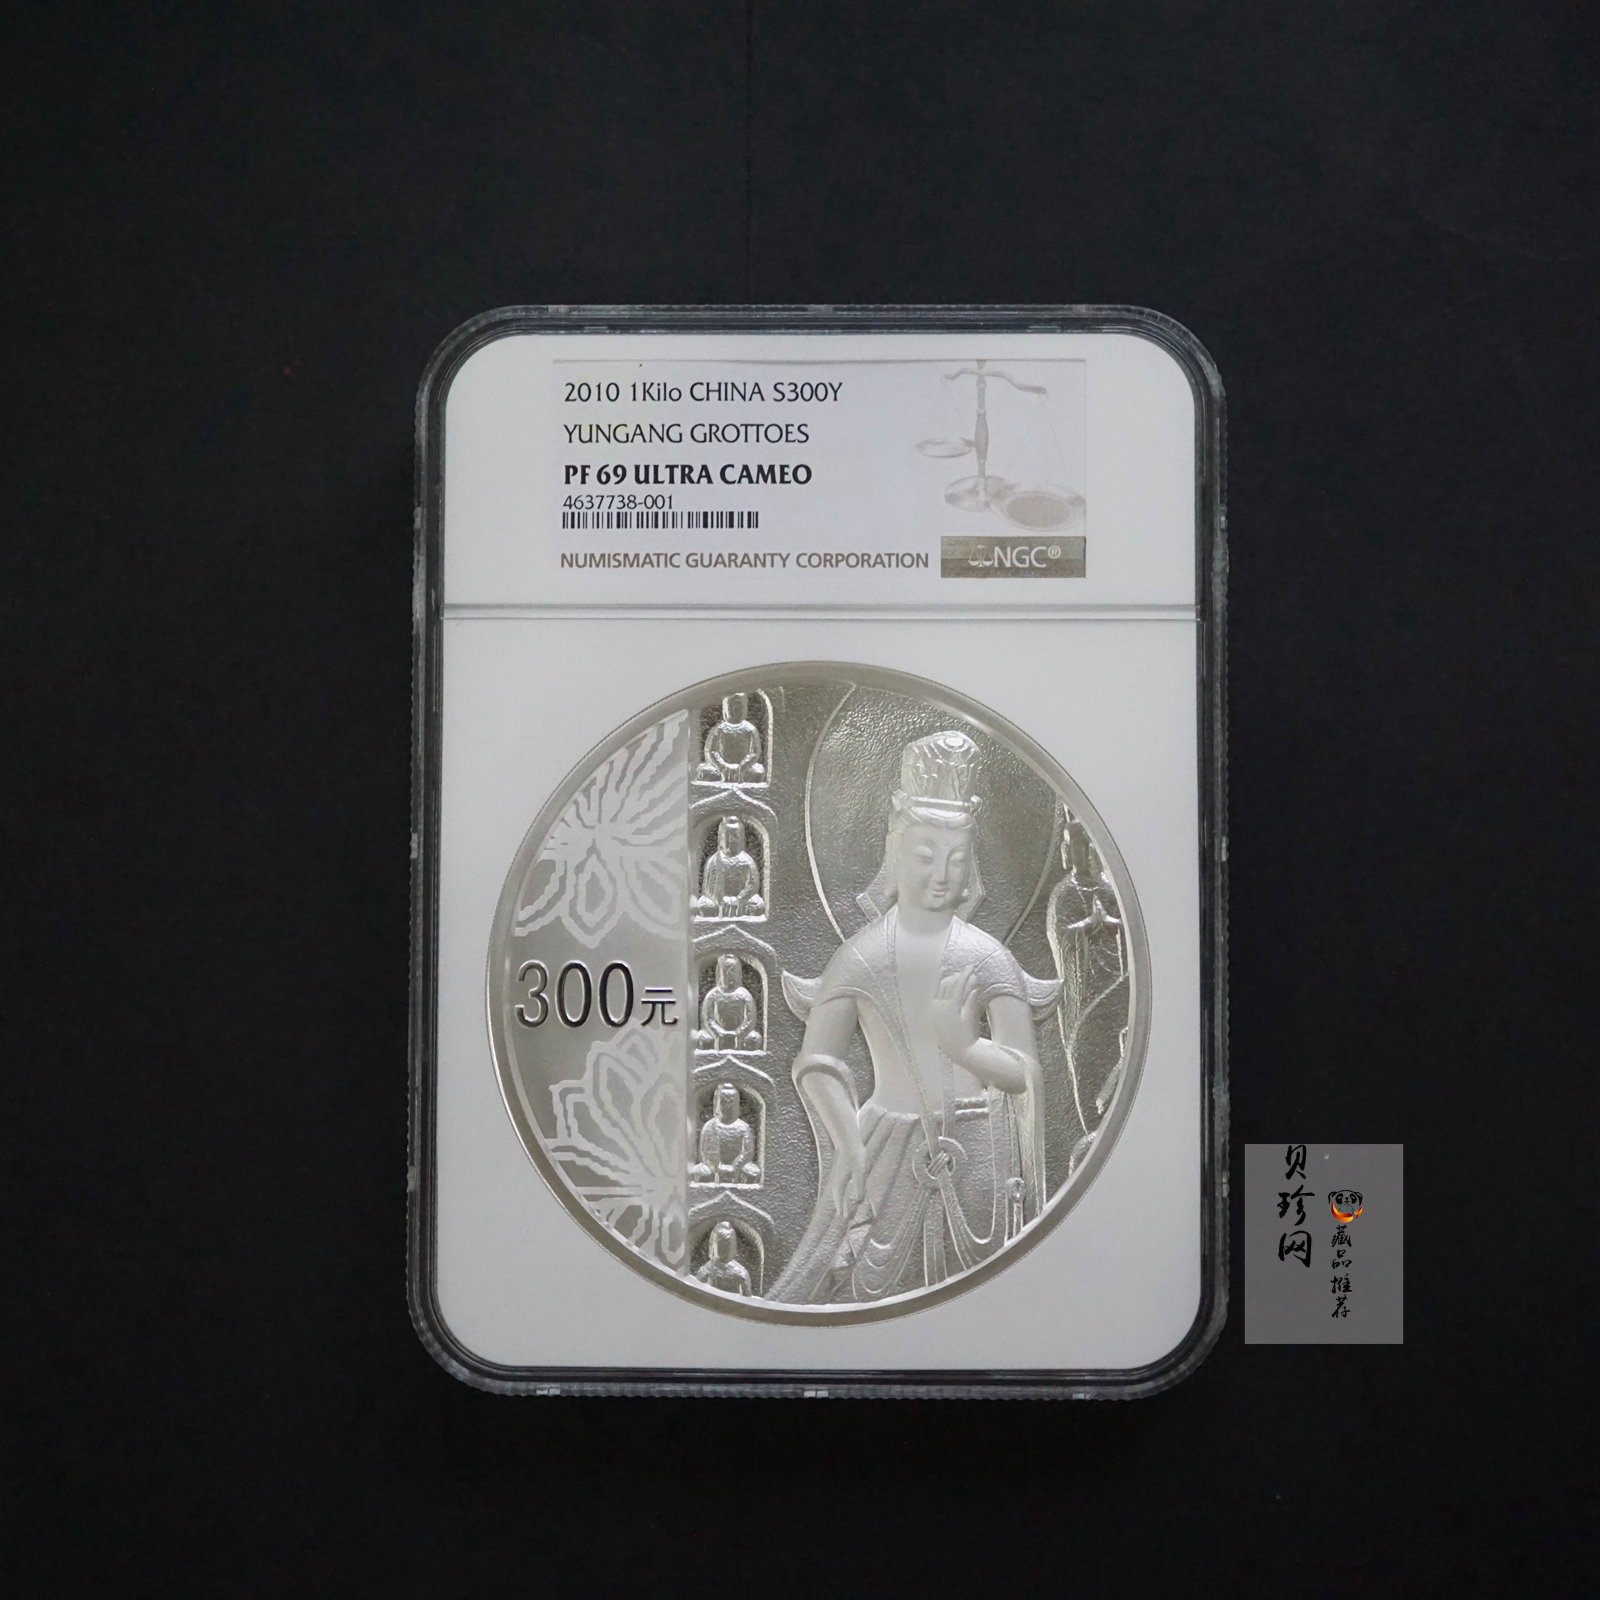 2010 1Kilo CHINA S300Y
YUNGANG GROTTOES
PF 69 ULTRA CAMEO
4637738-001
NUMISMATIC GUARANTY CORPORATION
NGC®
300元
贝珍网
藏品推荐